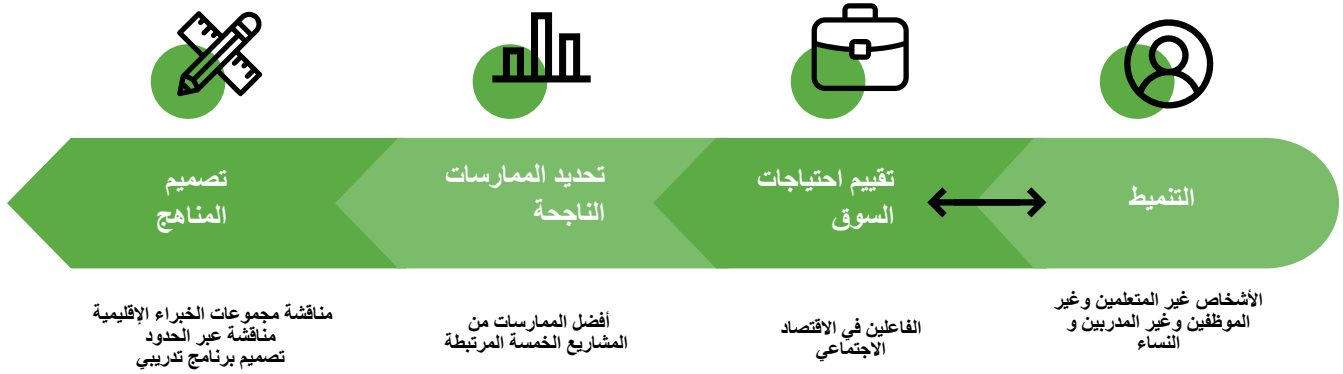 التنميط
تقييم احتياجات
السوق
تحديد الممارسات
الناجحة
تصميم
المناهج
الأشخاص غير المتعلمين وغير
الموظفين وغير المدربين و
النساء
الفاعلين في الاقتصاد
الاجتماعي
أفضل الممارسات من
المشاريع الخمسة المرتبطة
مناقشة مجموعات الخبراء الإقليمية
مناقشة عبر الحدود
تصميم برنامج تدريبي